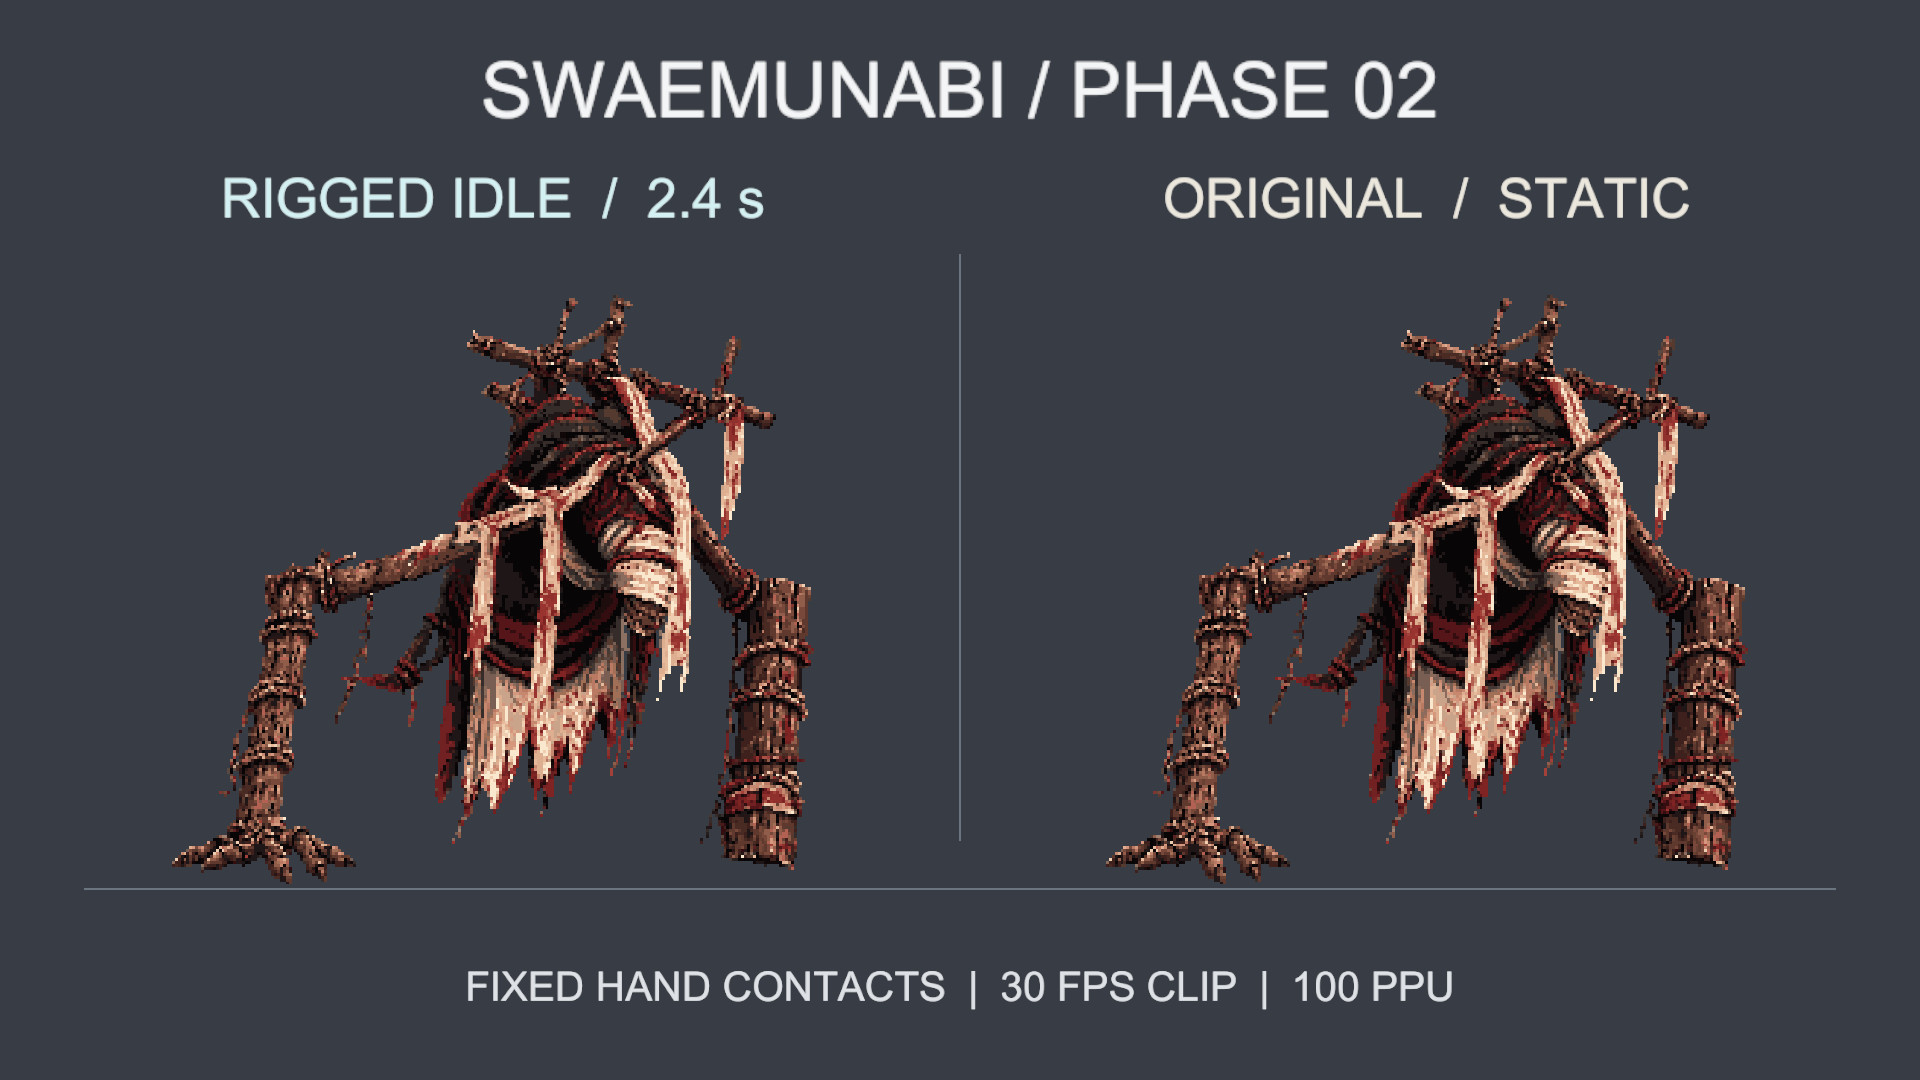 SWAEMUNABI / PHASE 02
RIGGED IDLE / 2.4 s
ORIGINAL / STATIC
FIXED HAND CONTACTS | 30 FPS CLIP | 100 PPU